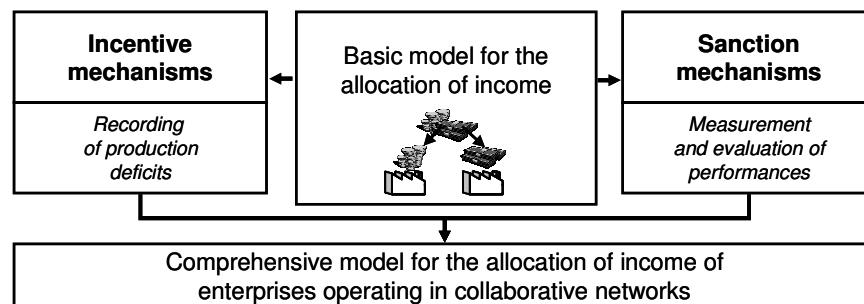 Incentive
mechanisms
Recording
of production
deficits
Basic model for the
allocation of income
Sanction
mechanisms
Measurement
and evaluation of
performances
Comprehensive model for the allocation of income of
enterprises operating in collaborative networks